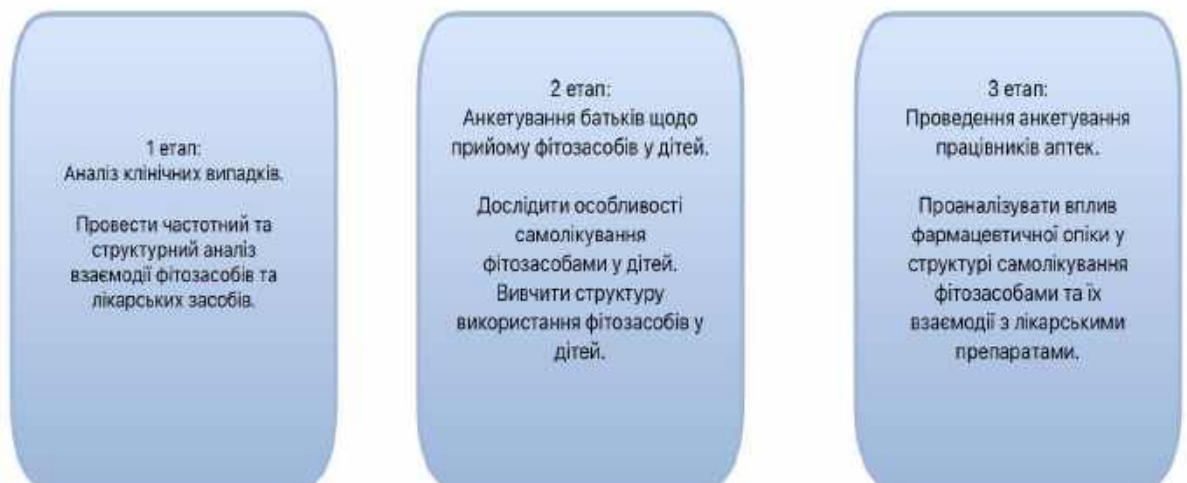 1 етап:
Аналіз клінічних випадків.
Провести частотний та
структурний аналіз
взаємодії фітозасобів та
лікарських засобів.
2 етап:
Анкетування батьків щодо
прийому фітозасобів у дітей.
Дослідити особливості
самолікування
фітозасобами у дітей.
Вивчити структуру
використання фітозасобів у
дітей.
3 етап:
Проведення анкетування
працівників аптек.
Проаналізувати вплив
фармацевтичної опіки у
структурі самолікування
фітозасобами та їх
взаємодії з лікарськими
препаратами.